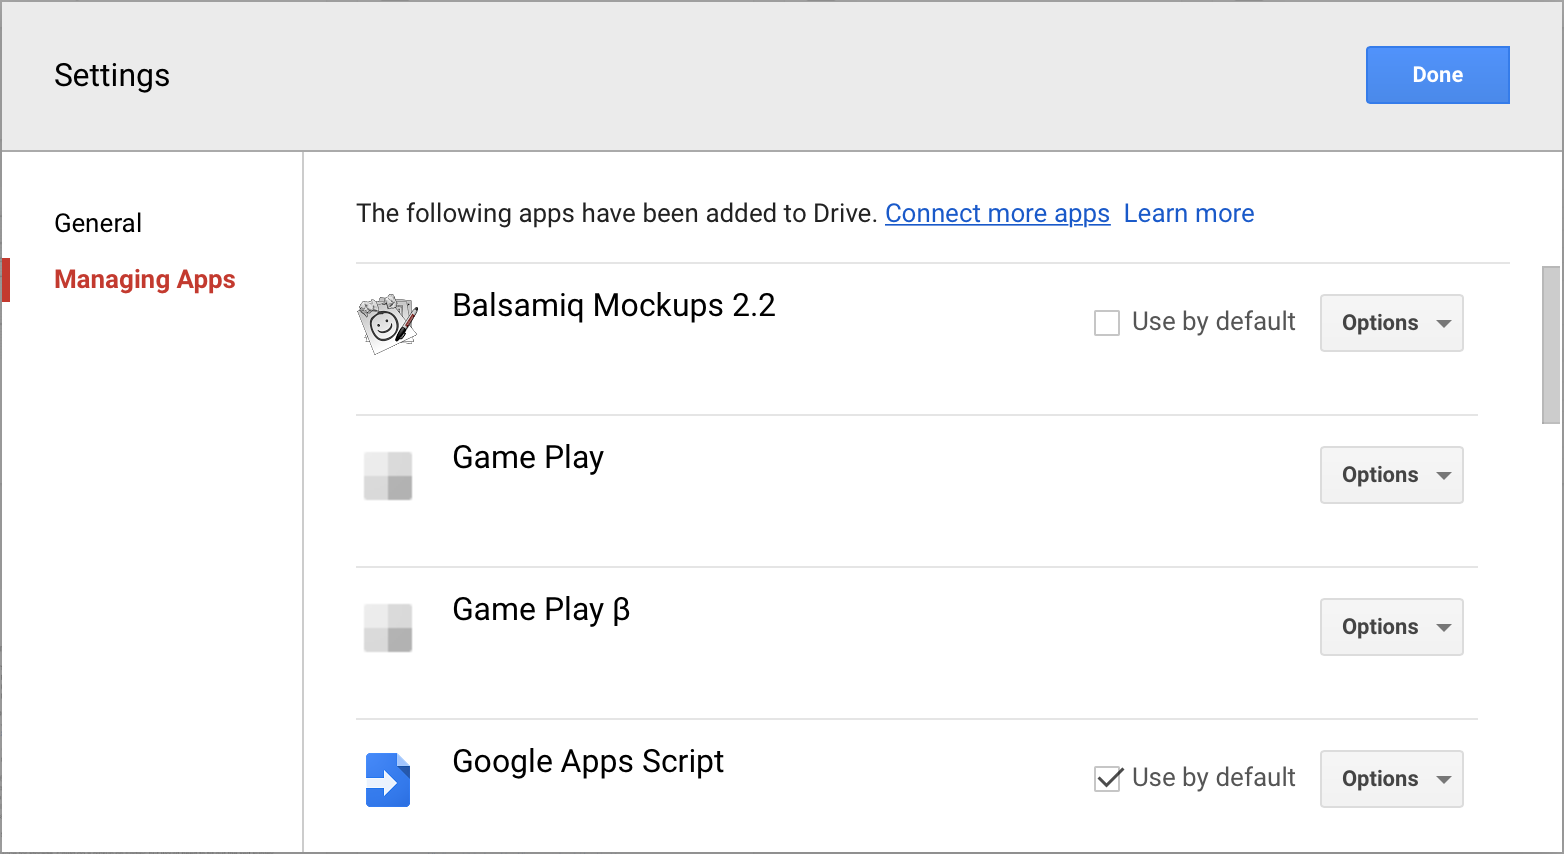 Settings
Done
General
Managing Apps
The following apps have been added to Drive. Connect more apps Learn more
Balsamiq Mockups 2.2
Use by default
Options
Game Play
Options
Game Play β
Options
Google Apps Script
Use by default
Options